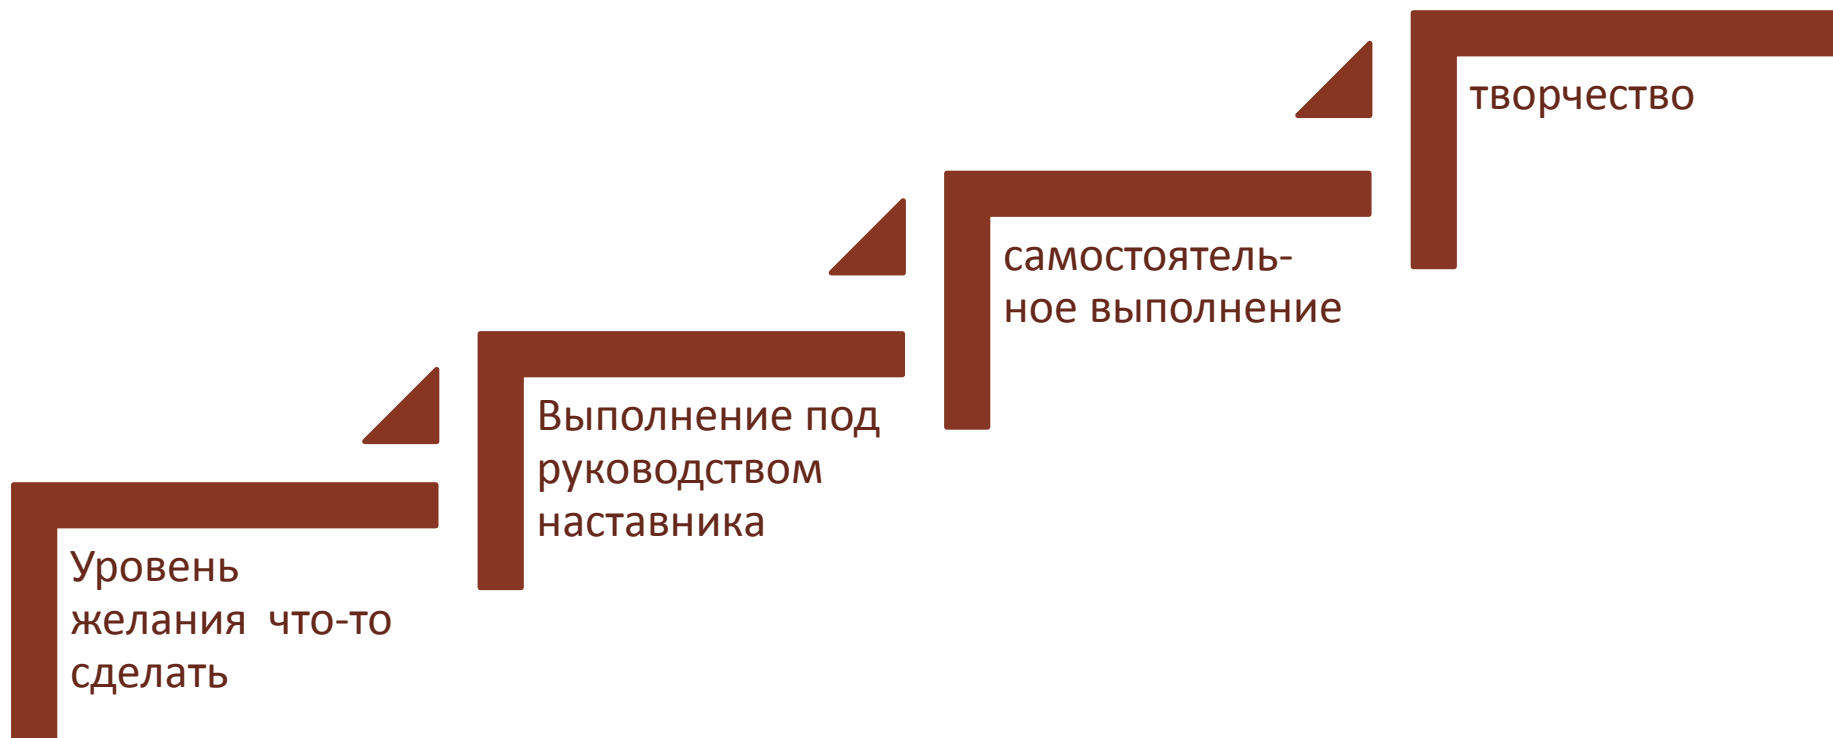 творчество
самостоятель-
ное выполнение
Выполнение под
руководством
наставника
Уровень
желания  что-то
сделать